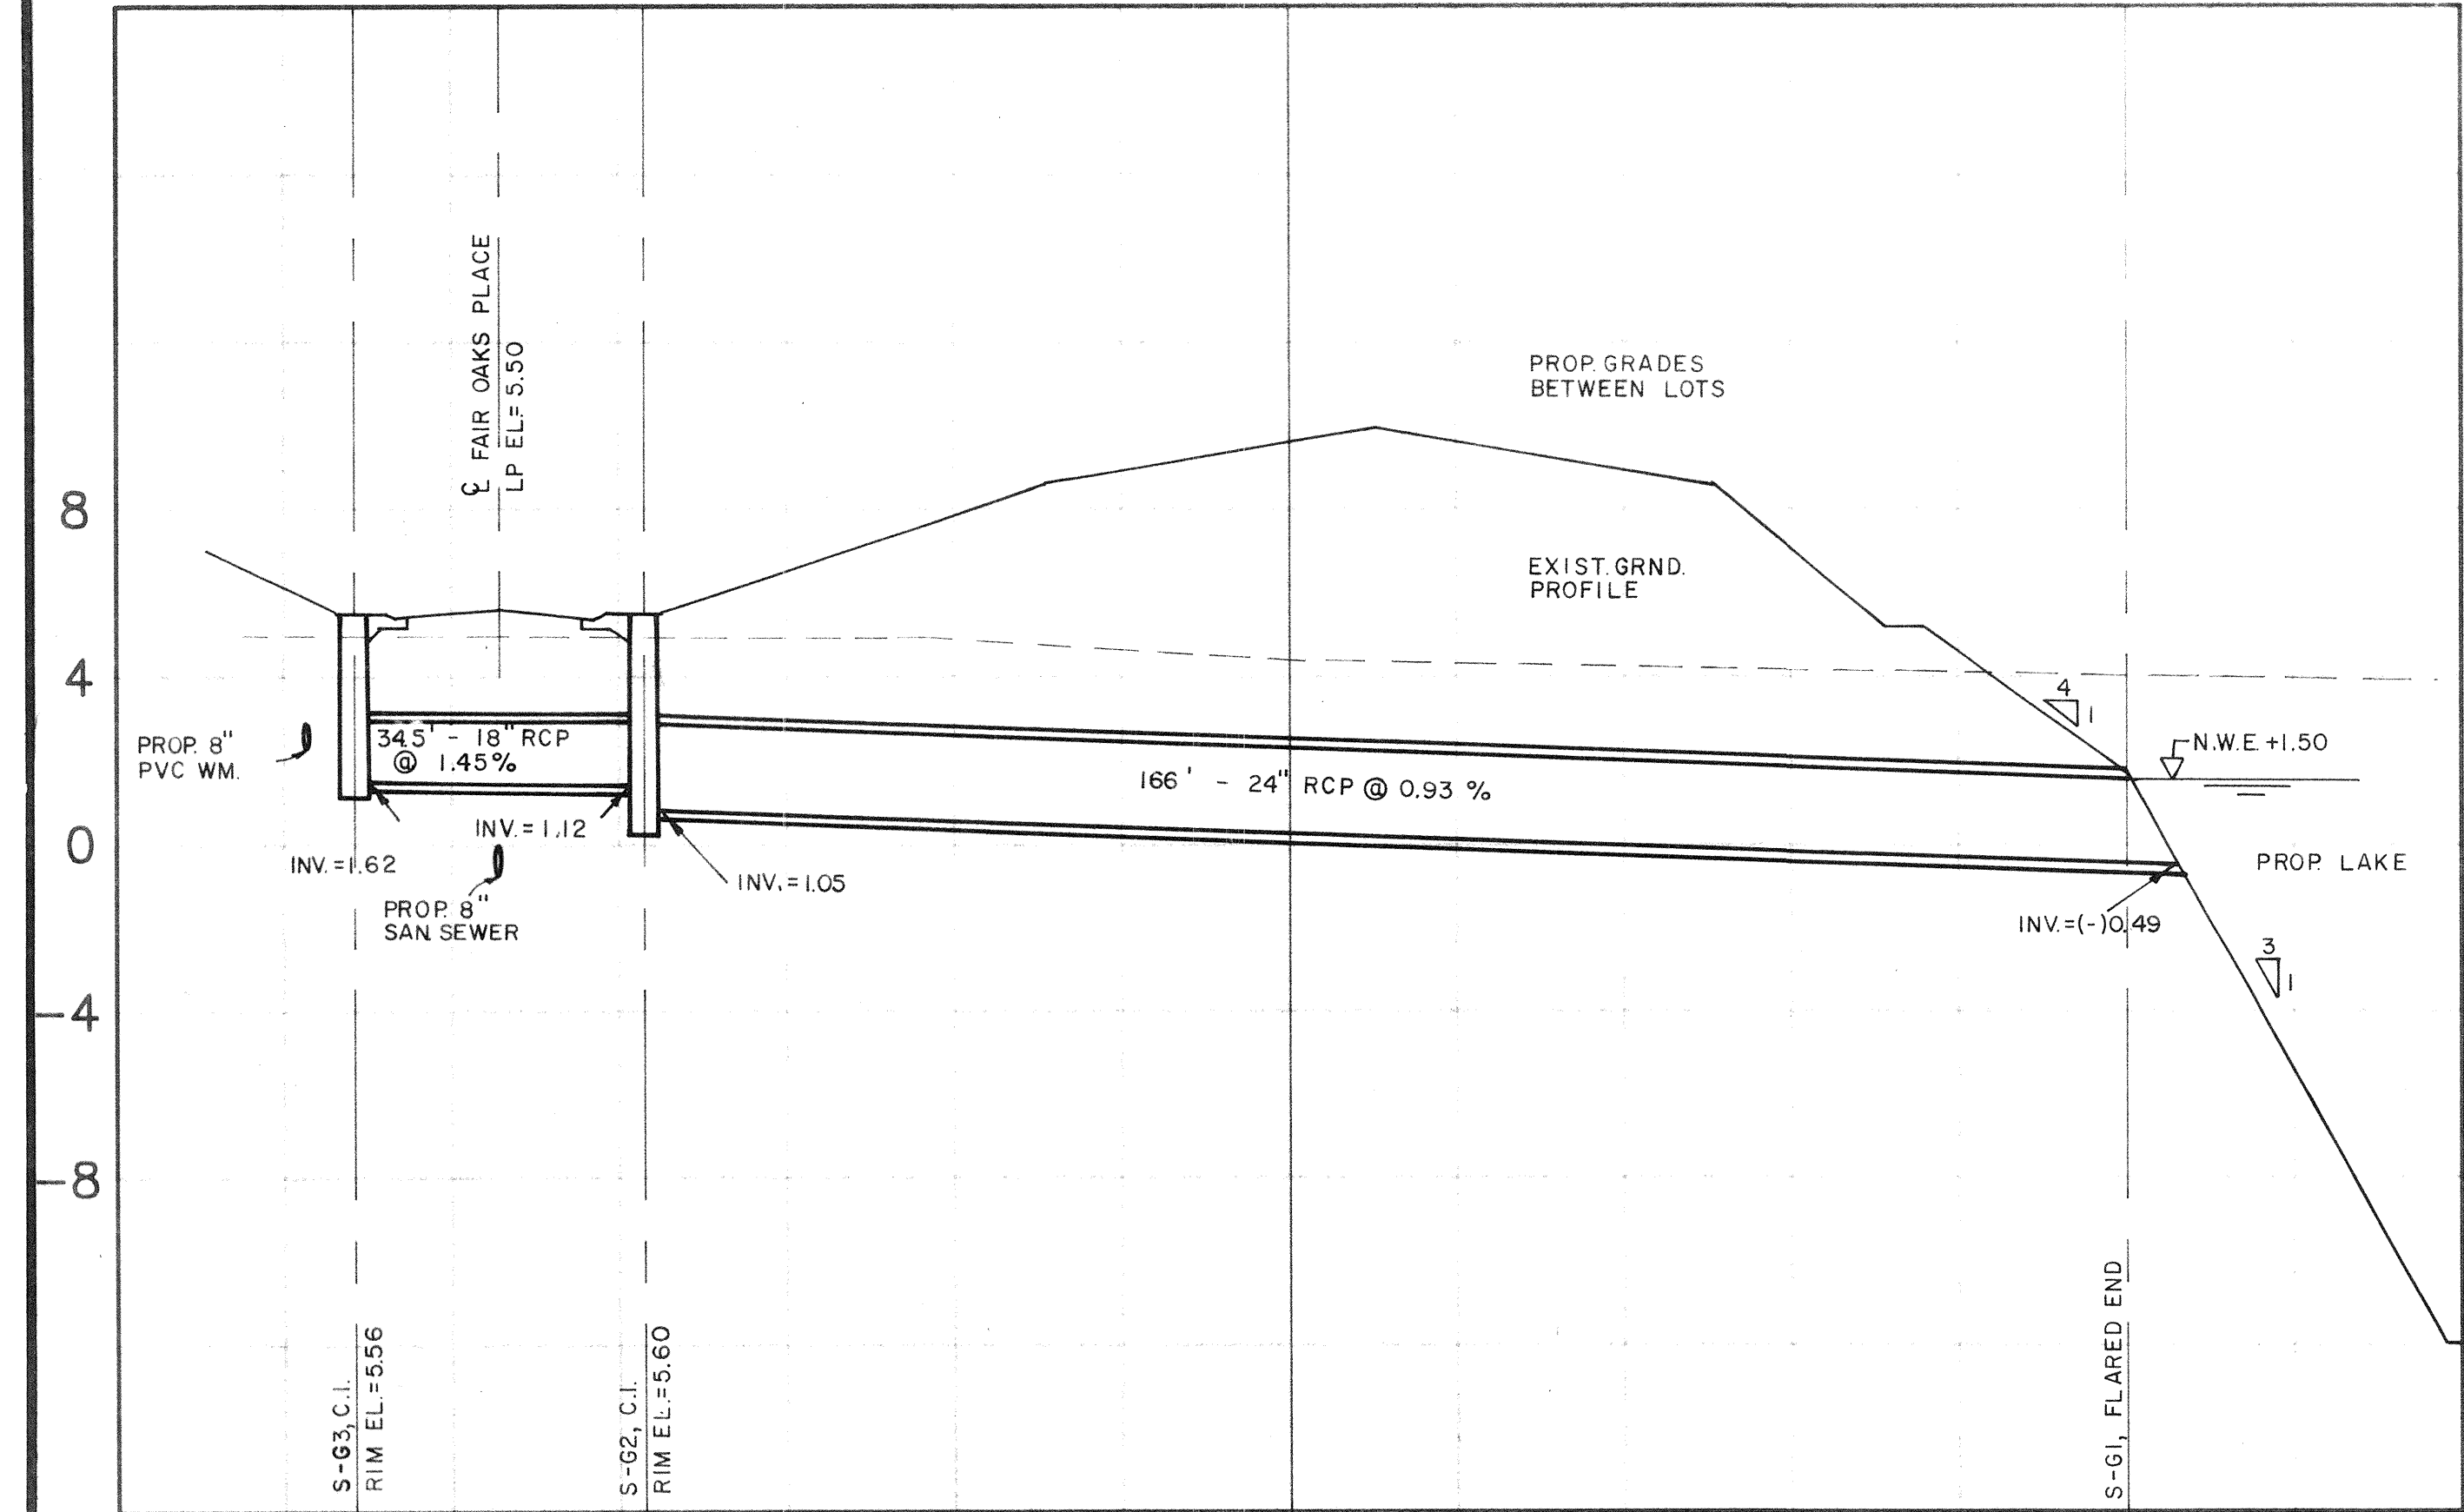 ℄ FAIR OAKS PLACE
LP EL.= 5.50
PROP. GRADES
BETWEEN LOTS
8
EXIST. GRND.
PROFILE
4
4
1
N.W.E. +1.50
PROP. 8"
PVC WM.
34.5' - 18" RCP
@ 1.45%
166' - 24" RCP @ 0.93 %
INV. = 1.12
0
INV. = 1.62
PROP. LAKE
INV. = 1.05
PROP. 8"
SAN. SEWER
INV.=(-)0.49
3
1
-4
-8
S-G3, C.I.
RIM EL.=5.56
S-G2, C.I.
RIM EL.=5.60
S-G1, FLARED END